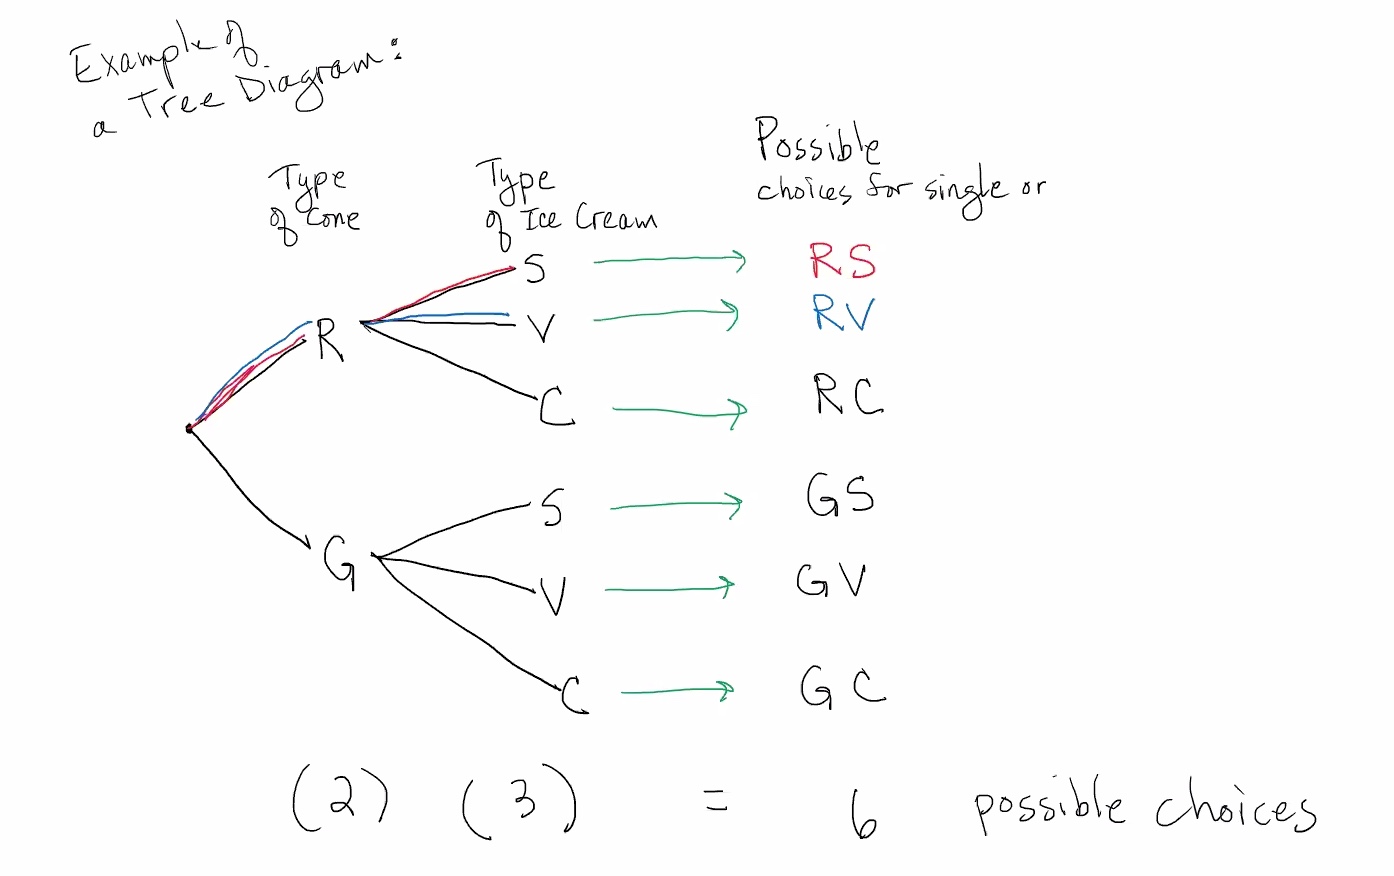 Example of
a Tree Diagram:
Possible
choices for single or
Type
of Cone
Type
of Ice Cream
R
S
RS
V
RV
C
RC
G
S
GS
V
GV
C
GC
(2) (3) = 6 possible choices